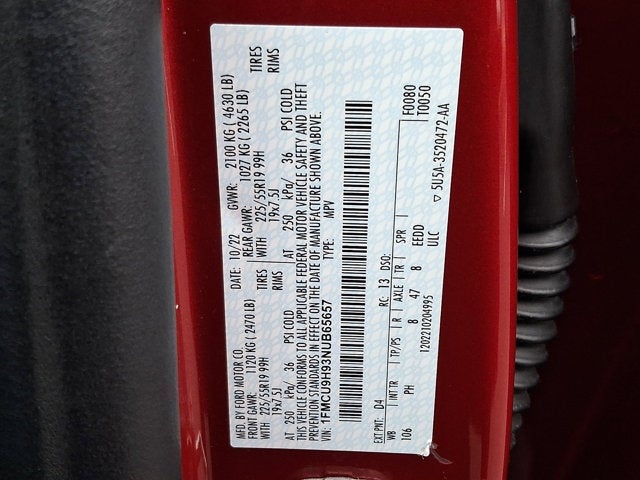 MFD. BY FORD MOTOR CO. DATE: 10/22 GVWR: 2100 KG ( 4630 LB)
FRONT GAWR: 1120 KG (2470 LB) REAR GAWR: 1027 KG ( 2265 LB)
225/55R19 99H TIRES WITH 225/55R19 99H TIRES
19x7.5J RIMS 19x7.5J RIMS
AT 250 kPa/ 36 PSI COLD AT 250 kPa/ 36 PSI COLD
THIS VEHICLE CONFORMS TO ALL APPLICABLE FEDERAL MOTOR VEHICLE SAFETY AND THEFT
PREVENTION STANDARDS IN EFFECT ON THE DATE OF MANUFACTURE SHOWN ABOVE.
VIN: 1FMCU9H93NUB65657 TYPE: MPV
EXT PNT: D4 RC: 13 DSO: F0080
WB INT TR TP/PS R AXLE TR SPR T0050
106 PH 8 47 8 EEDD
1202210204995 ULC
▽ 5U5A-3520472-AA